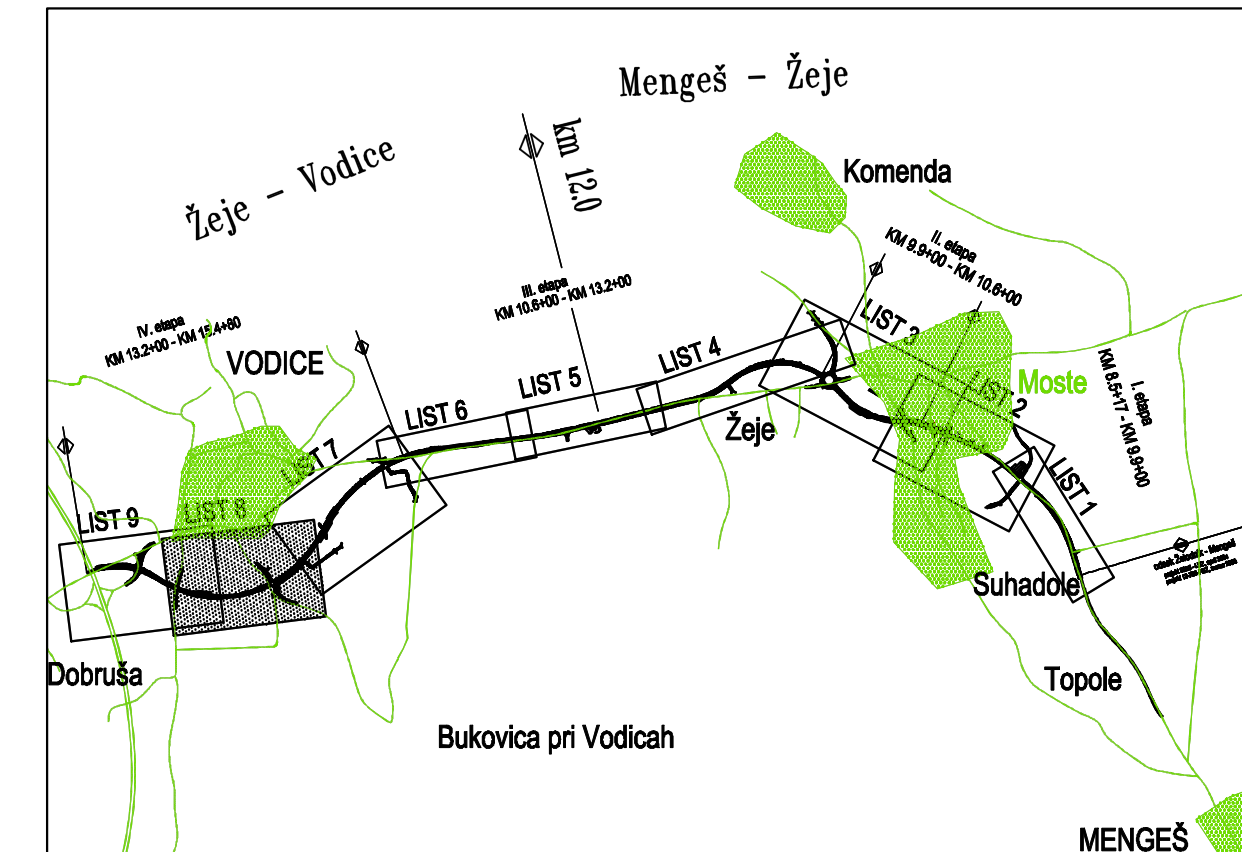 Mengeš – Žeje
Žeje – Vodice
km 12.0
Komenda
II. etapa
KM 9.9+00 - KM 10.6+00
III. etapa
KM 10.6+00 - KM 13.2+00
IV. etapa
KM 13.2+00 - KM 15.4+80
VODICE
LIST 3
LIST 4
LIST 5
LIST 6
LIST 2
Moste
I. etapa
KM 8.5+17 - KM 9.9+00
Žeje
LIST 7
LIST 1
LIST 8
LIST 9
Suhadole
Dobruša
Topole
Bukovica pri Vodicah
MENGEŠ